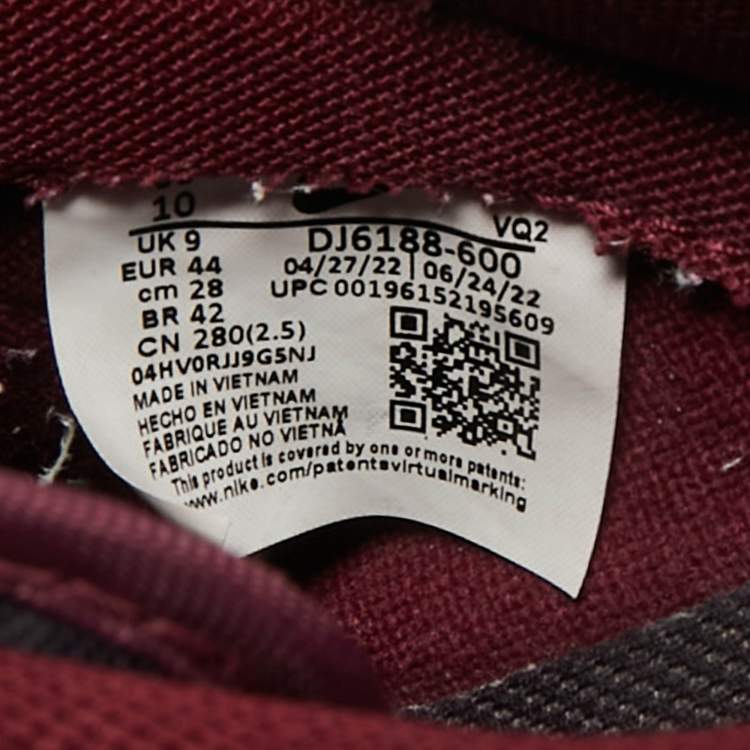 10
VQ2
UK 9
DJ6188-600
EUR 44
04/27/22 | 06/24/22
cm 28
UPC 00196152195609
BR 42
CN 280(2.5)
04HV0RJJ9G5NJ
MADE IN VIETNAM
HECHO EN VIETNAM
FABRIQUE AU VIETNAM
FABRICADO NO VIETNÃ
This product is covered by one or more patents:
www.nike.com/patentsvirtualmarking